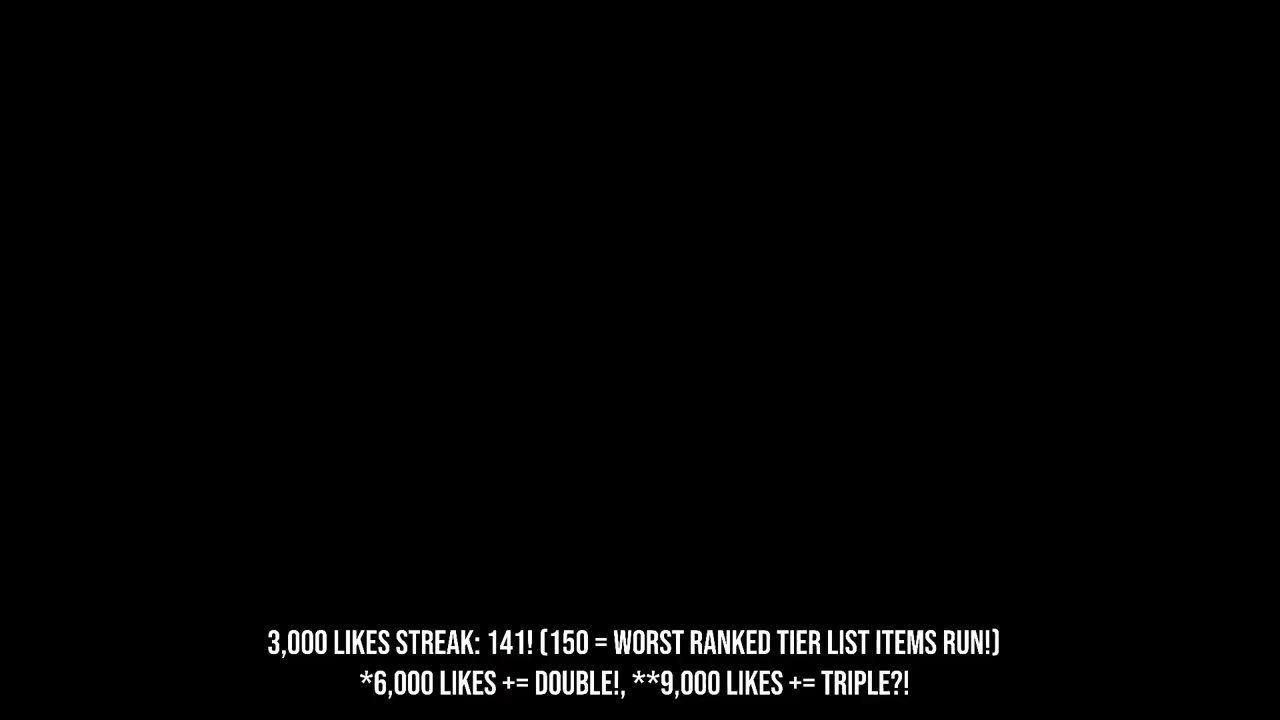 3,000 LIKES STREAK: 141! (150 = WORST RANKED TIER LIST ITEMS RUN!)
*6,000 LIKES += DOUBLE!, **9,000 LIKES += TRIPLE?!